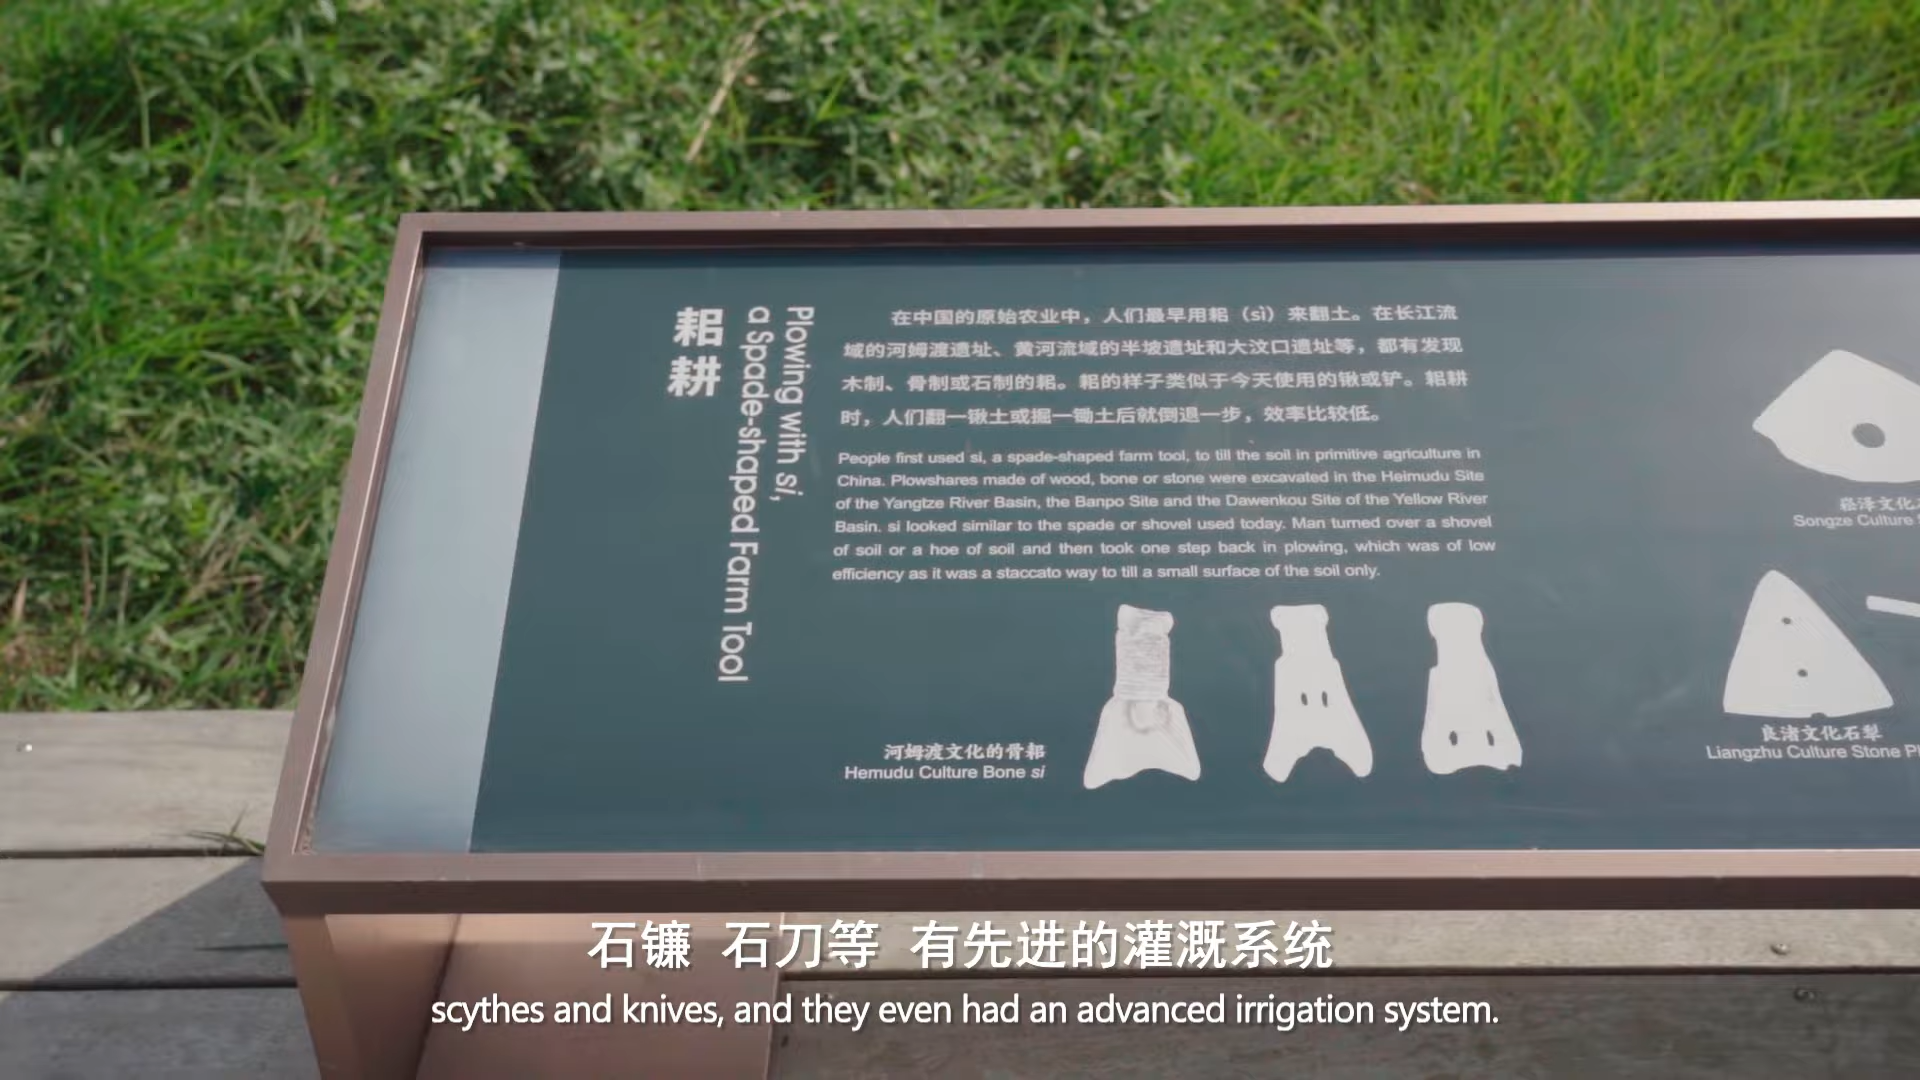 耜耕
Plowing with si,
a Spade-shaped Farm Tool
在中国的原始农业中，人们最早用耜（sì）来翻土。在长江流
域的河姆渡遗址、黄河流域的半坡遗址和大汶口遗址等，都有发现
木制、骨制或石制的耜。耜的样子类似于今天使用的锹或铲。耜耕
时，人们翻一锹土或掘一锄土后就倒退一步，效率比较低。
People first used si, a spade-shaped farm tool, to till the soil in primitive agriculture in
China. Plowshares made of wood, bone or stone were excavated in the Heimudu Site
of the Yangtze River Basin, the Banpo Site and the Dawenkou Site of the Yellow River
Basin. si looked similar to the spade or shovel used today. Man turned over a shovel
of soil or a hoe of soil and then took one step back in plowing, which was of low
efficiency as it was a staccato way to till a small surface of the soil only.
河姆渡文化的骨耜
Hemudu Culture Bone si
崧泽文化
Songze Culture
良渚文化石犁
Liangzhu Culture Stone
石镰 石刀等 有先进的灌溉系统
scythes and knives, and they even had an advanced irrigation system.